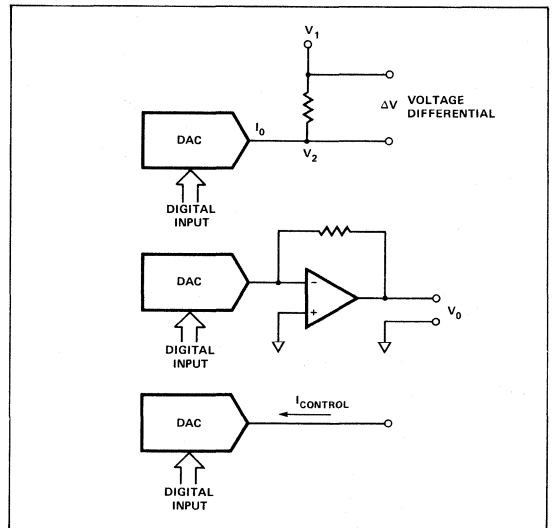 V1
ΔV VOLTAGE
DIFFERENTIAL
DAC
I0
V2
DIGITAL
INPUT
DAC
-
+
V0
DIGITAL
INPUT
ICONTROL
DAC
DIGITAL
INPUT